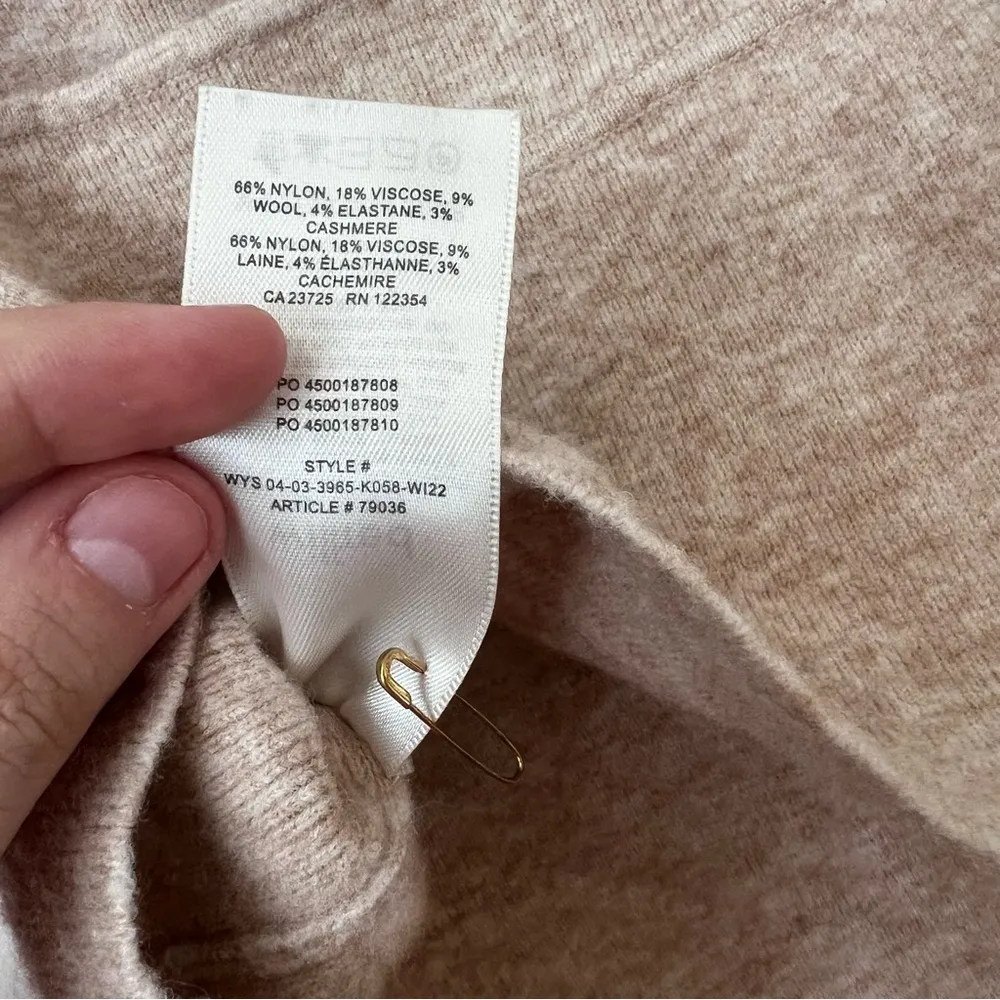 66% NYLON, 18% VISCOSE, 9%
WOOL, 4% ELASTANE, 3%
CASHMERE
66% NYLON, 18% VISCOSE, 9%
LAINE, 4% ÉLASTHANNE, 3%
CACHEMIRE
CA 23725 RN 122354
PO 4500187808
PO 4500187809
PO 4500187810
STYLE #
WYS 04-03-3965-K058-WI22
ARTICLE # 79036